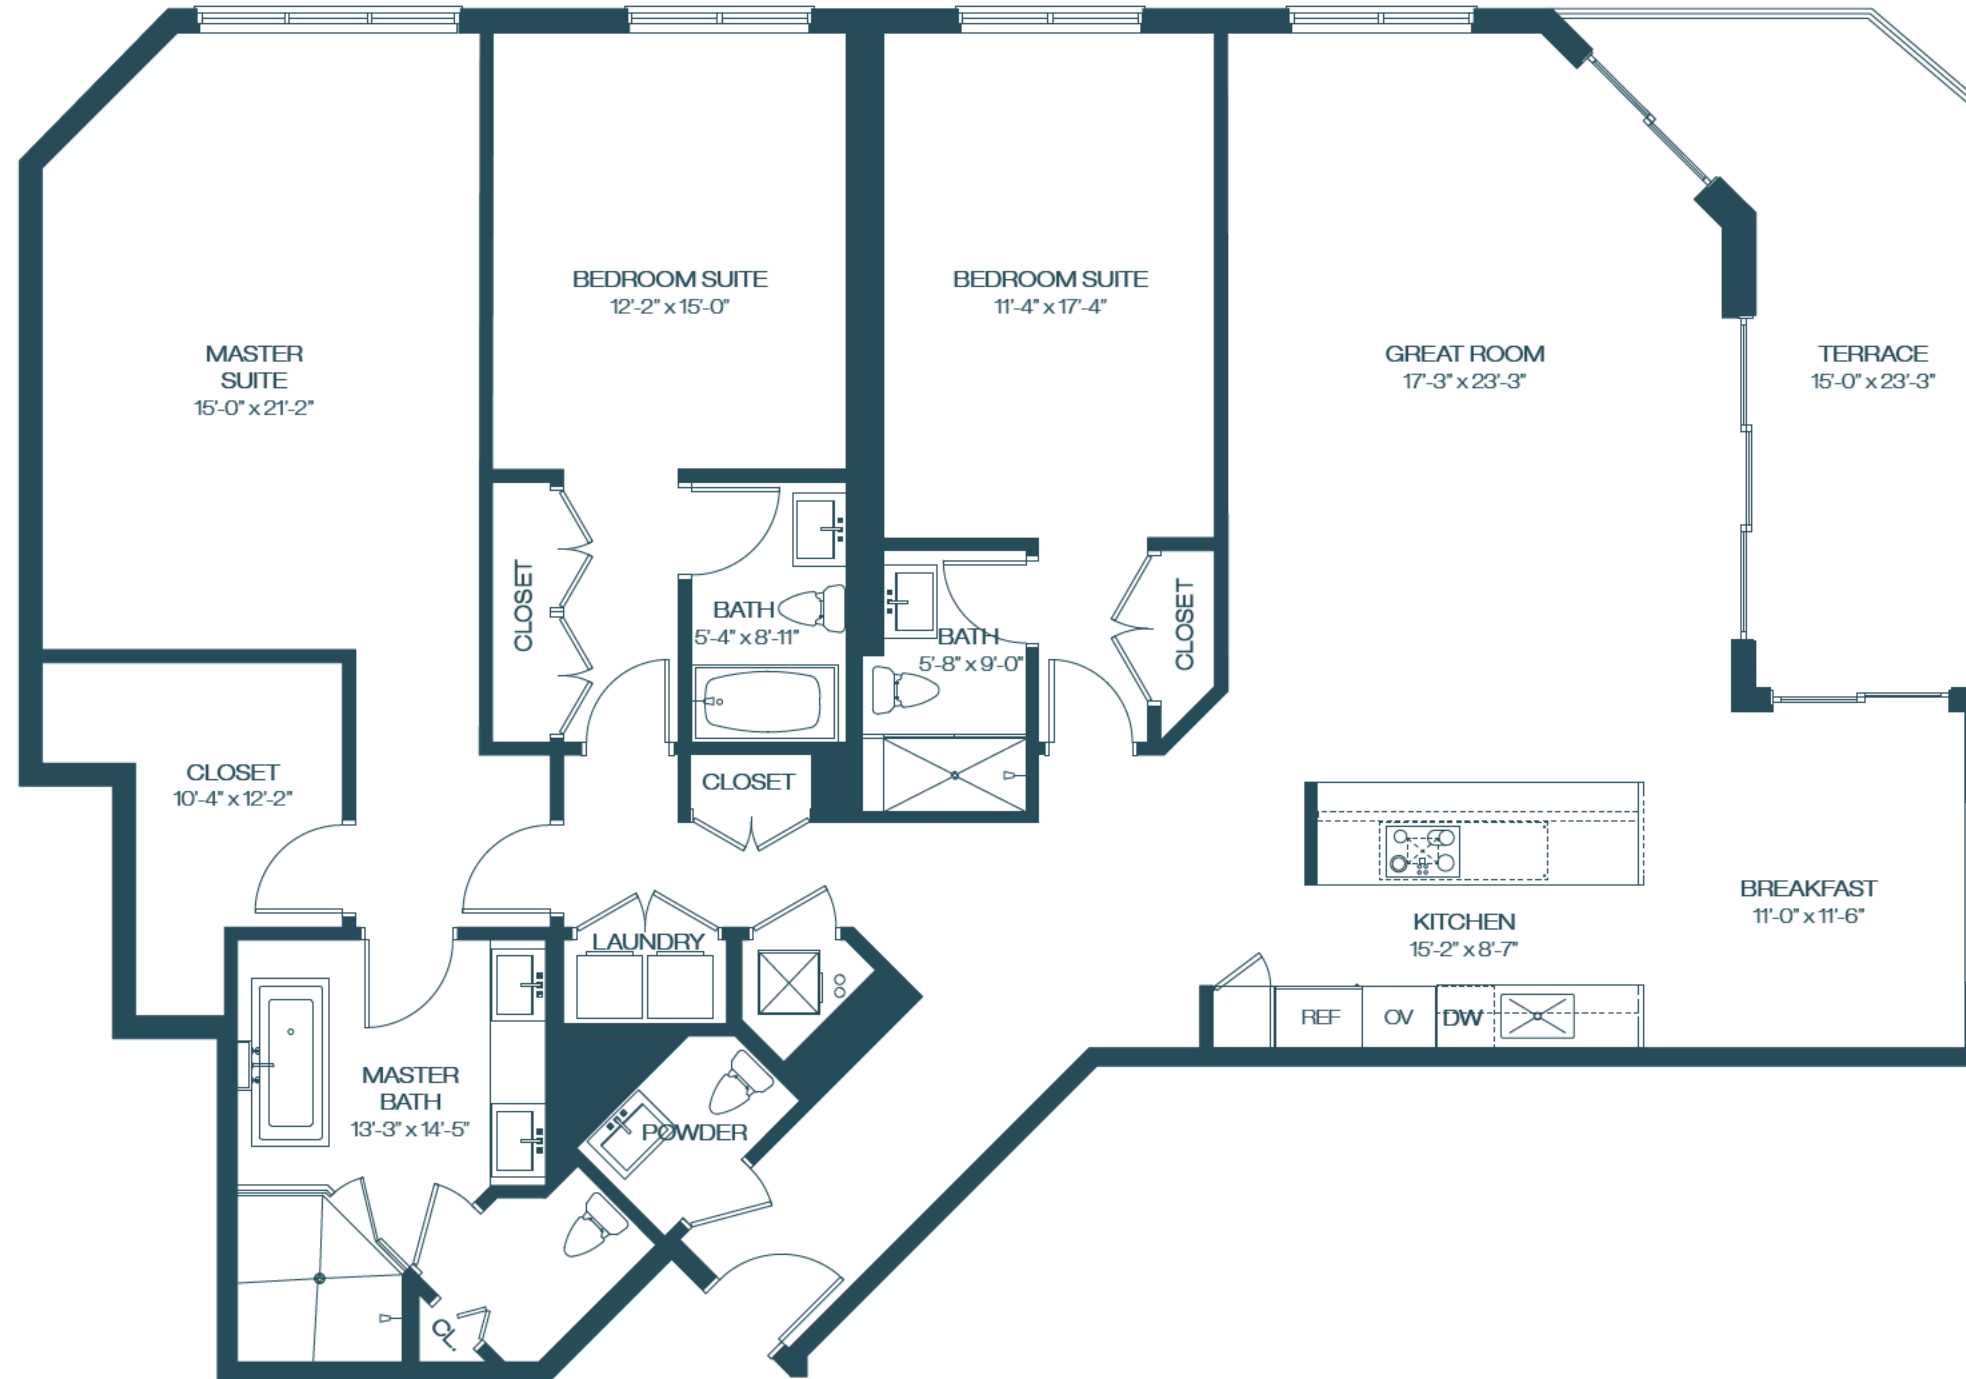 BEDROOM SUITE
12'-2" x 15'-0"
BEDROOM SUITE
11'-4" x 17'-4"
MASTER
SUITE
15'-0" x 21'-2"
GREAT ROOM
17'-3" x 23'-3"
TERRACE
15'-0" x 23'-3"
CLOSET
BATH
5'-4" x 8'-11"
BATH
5'-8" x 9'-0"
CLOSET
CLOSET
10'-4" x 12'-2"
CLOSET
BREAKFAST
11'-0" x 11'-6"
KITCHEN
15'-2" x 8'-7"
LAUNDRY
REF
OV
DW
MASTER
BATH
13'-3" x 14'-5"
POWDER
CL.